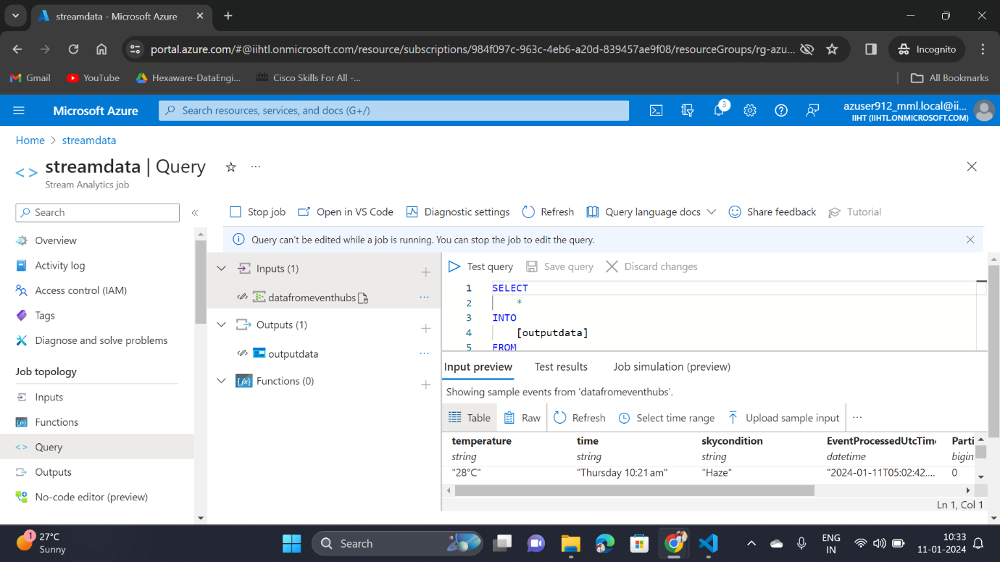 streamdata - Microsoft Azure
portal.azure.com/#@iihtl.onmicrosoft.com/resource/subscriptions/984f097c-963c-4eb6-a20d-839457ae9f08/resourceGroups/rg-azu...
Incognito
Gmail
YouTube
Hexaware-DataEngi...
Cisco Skills For All -...
All Bookmarks
Microsoft Azure
Search resources, services, and docs (G+/)
3
azuser912_mml.local@ii...
IIHT (IIHTL.ONMICROSOFT.COM)
Home > streamdata
streamdata | Query
Stream Analytics job
Search
Stop job
Open in VS Code
Diagnostic settings
Refresh
Query language docs
Share feedback
Tutorial
Query can't be edited while a job is running. You can stop the job to edit the query.
Overview
Activity log
Access control (IAM)
Tags
Diagnose and solve problems
Job topology
Inputs
Functions
Query
Outputs
No-code editor (preview)
Inputs (1)
datafromeventhubs
Outputs (1)
outputdata
Functions (0)
Test query
Save query
Discard changes
1 SELECT
2 *
3 INTO
4 [outputdata]
5 FROM
Input preview
Test results
Job simulation (preview)
Showing sample events from 'datafromeventhubs'.
Table
Raw
Refresh
Select time range
Upload sample input
temperature time skycondition EventProcessedUtcTim Parti
string string string datetime bigin
"28°C" "Thursday 10:21 am" "Haze" "2024-01-11T05:02:42.... 0
Ln 1, Col 1
1
27°C
Sunny
Search
ENG
IN
10:33
11-01-2024